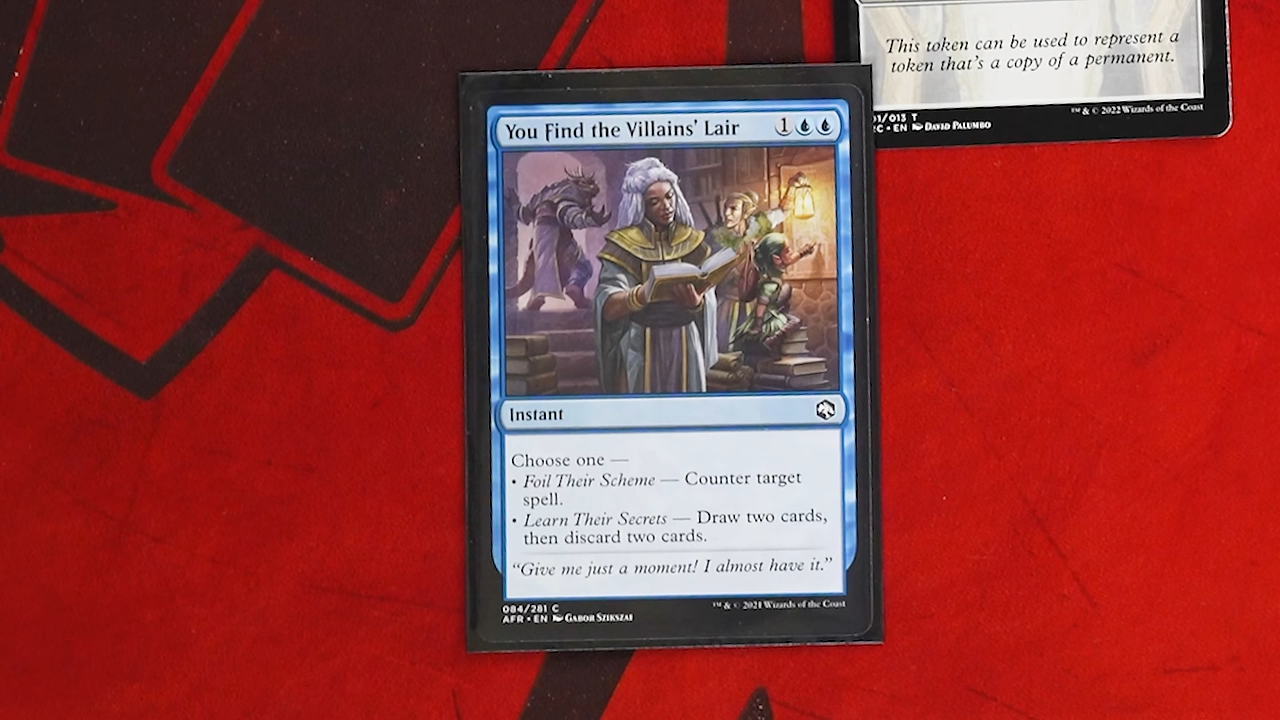 This token can be used to represent a
token that's a copy of a permanent.
™ & © 2022 Wizards of the Coast
/013 T
EN DAVID PALUMBO
You Find the Villains' Lair 1
Instant
Choose one —
• Foil Their Scheme — Counter target
spell.
• Learn Their Secrets — Draw two cards,
then discard two cards.
"Give me just a moment! I almost have it."
084/281 C
AFR • EN GABOR SZIKSZAI
™ & © 2021 Wizards of the Coast